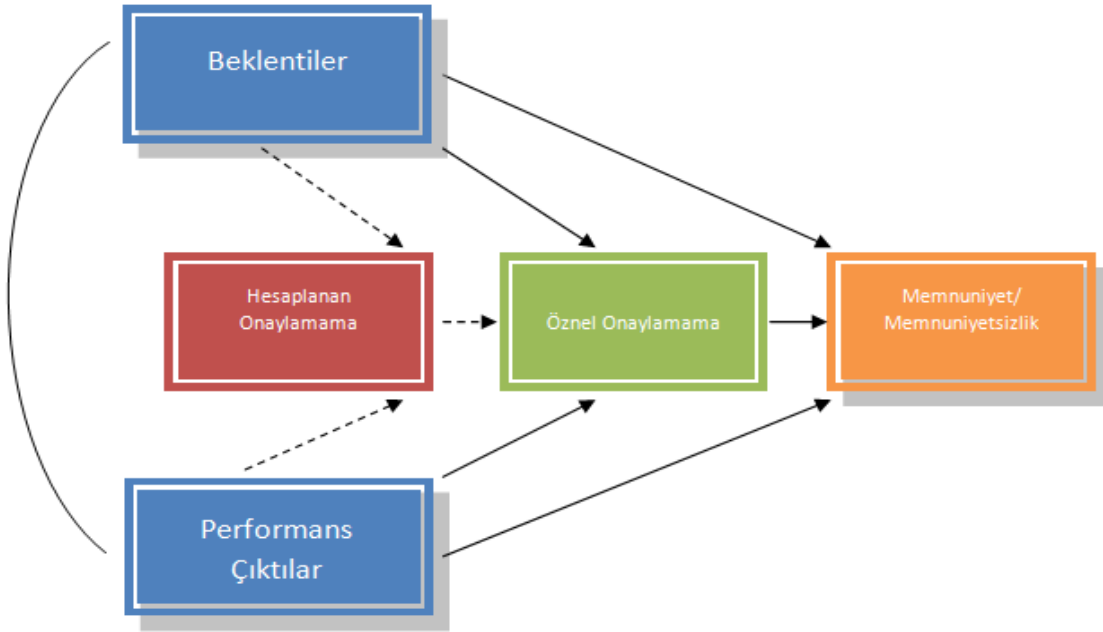 Beklentiler
Hesaplanan
Onaylamama
Öznel Onaylamama
Memnuniyet/
Memnuniyetsizlik
Performans
Çıktılar